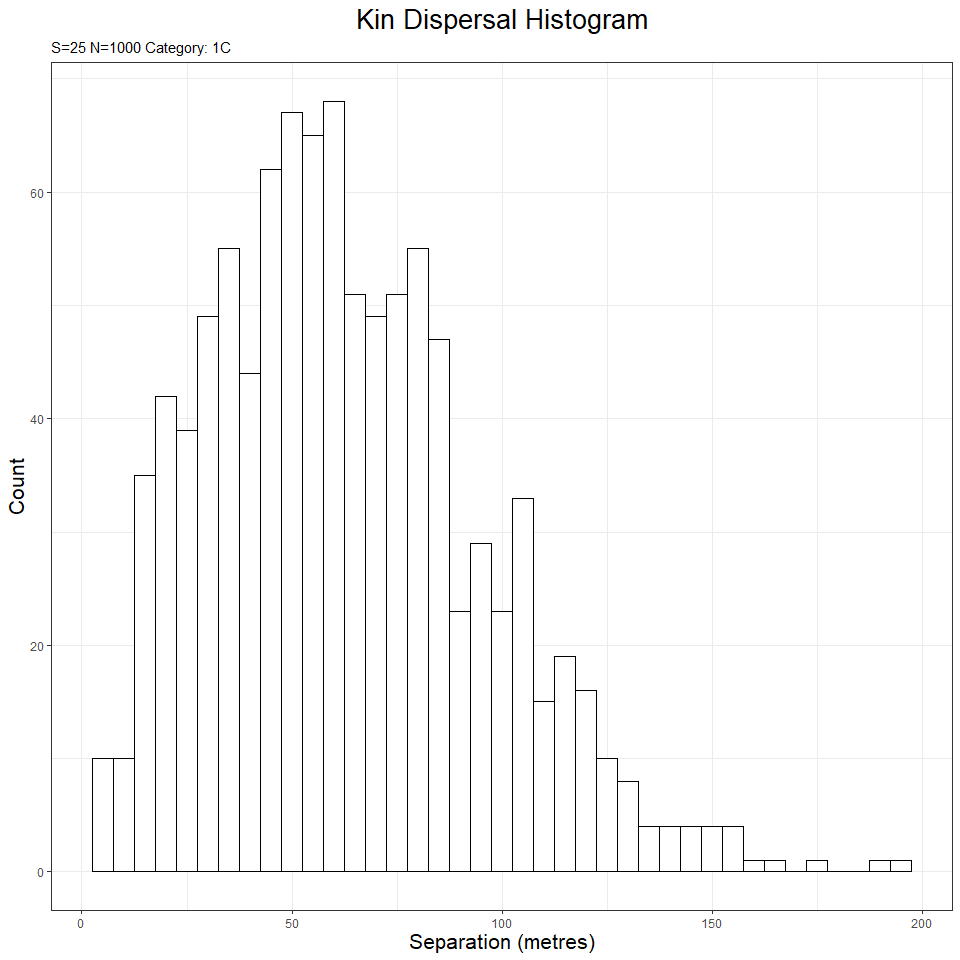 Kin Dispersal Histogram
S=25 N=1000 Category: 1C
Count
60
40
20
0
0 50 100 150 200
Separation (metres)